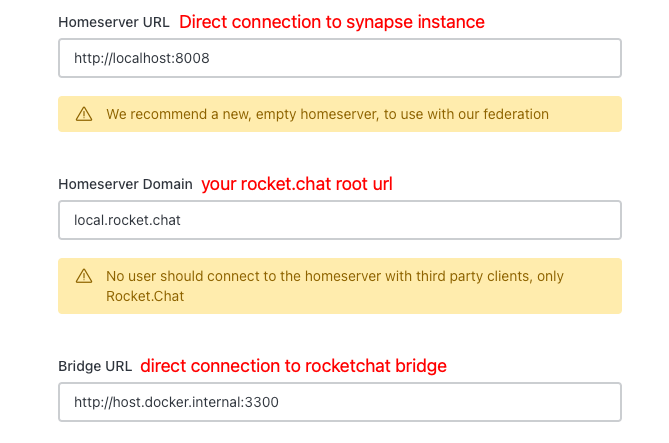 Homeserver URL Direct connection to synapse instance
http://localhost:8008
We recommend a new, empty homeserver, to use with our federation
Homeserver Domain your rocket.chat root url
local.rocket.chat
No user should connect to the homeserver with third party clients, only
Rocket.Chat
Bridge URL direct connection to rocketchat bridge
http://host.docker.internal:3300